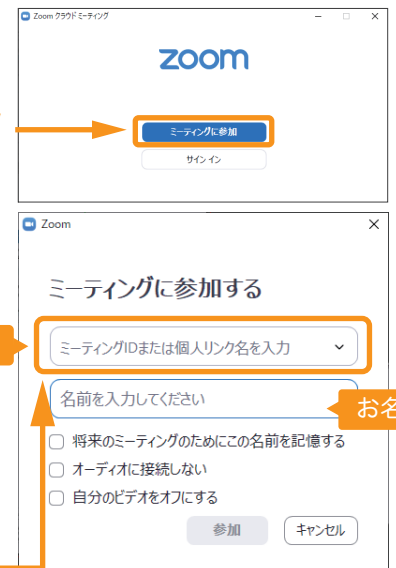 Zoom クラウド ミーティング
zoom
ミーティングに参加
サイン イン
Zoom
ミーティングに参加する
ミーティングIDまたは個人リンク名を入力
名前を入力してください
お名
将来のミーティングのためにこの名前を記憶する
オーディオに接続しない
自分のビデオをオフにする
参加
キャンセル